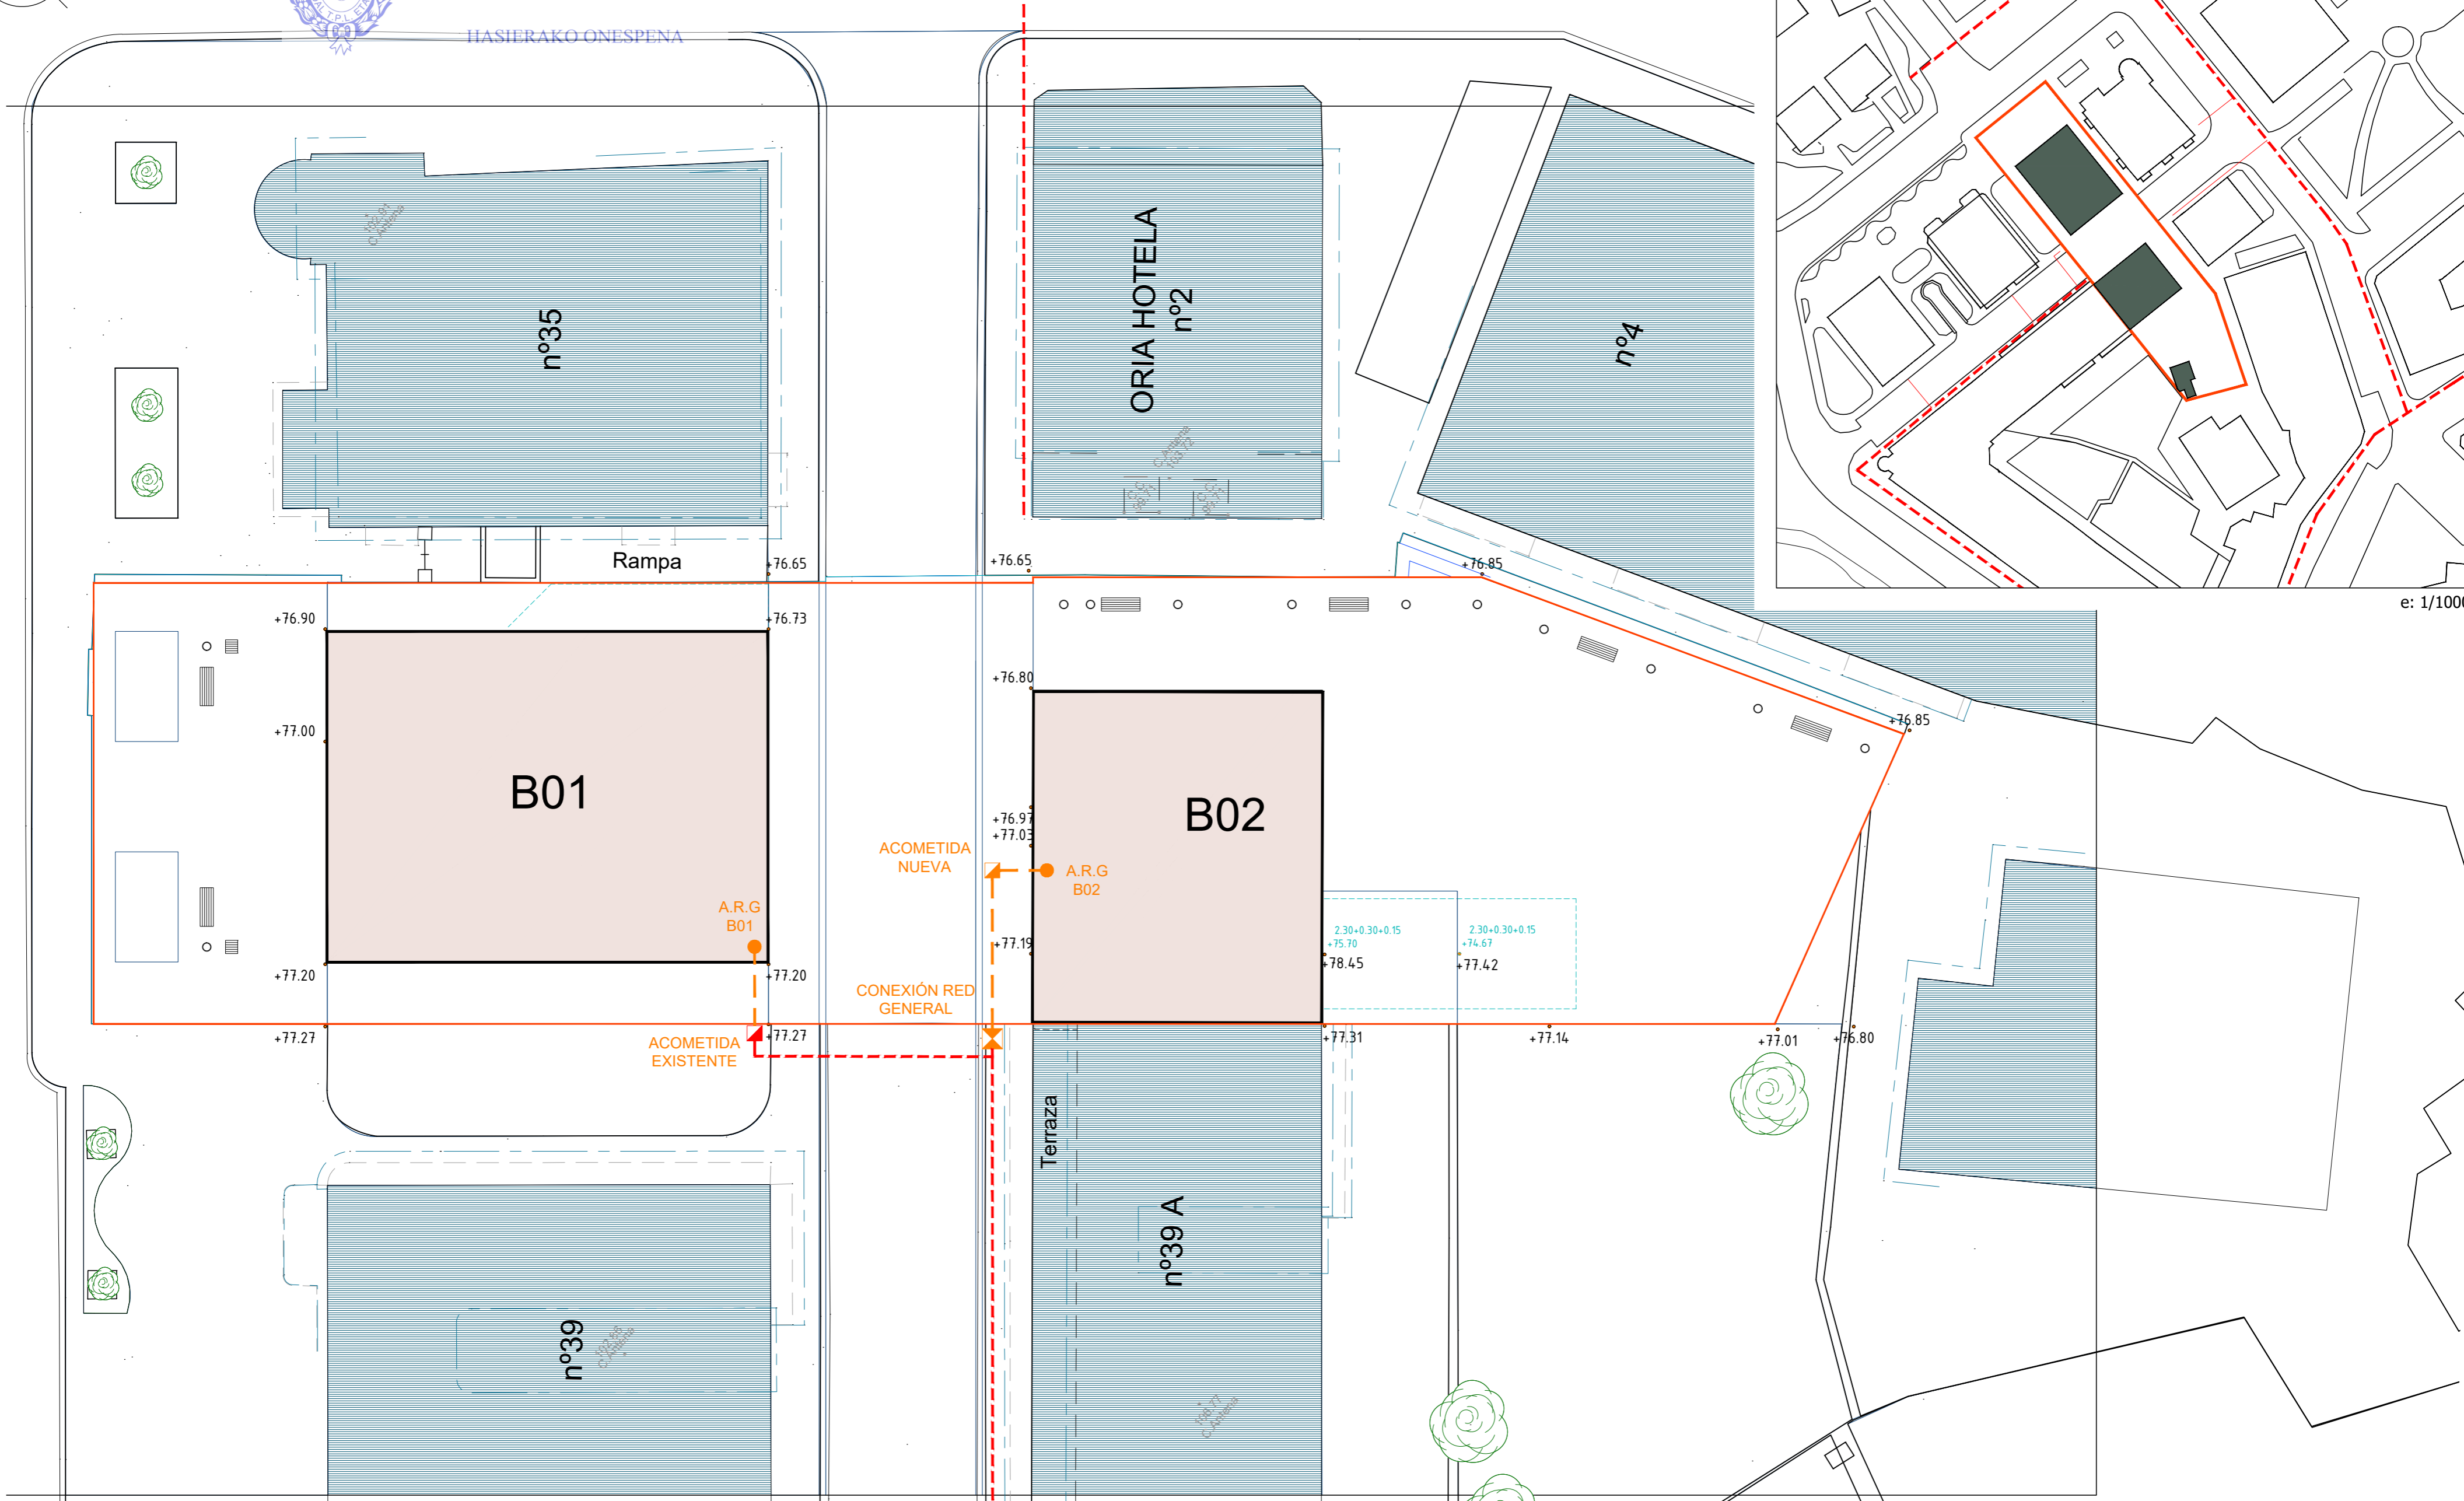 HASIERAKO ONESPENA
nº35
ORIA HOTELA
nº2
nº4
e: 1/1000
Rampa
+76.65
+76.65
+76.85
+76.90
+76.73
+76.80
+76.85
+77.00
B01
B02
+76.97
+77.03
ACOMETIDA
NUEVA
A.R.G
B02
A.R.G
B01
2.30+0.30+0.15
+75.70
2.30+0.30+0.15
+74.67
+77.19
+78.45
+77.42
+77.20
+77.20
CONEXIÓN RED
GENERAL
+77.27
+77.27
ACOMETIDA
EXISTENTE
+77.31
+77.14
+77.01
+76.80
Terraza
nº39 A
nº39